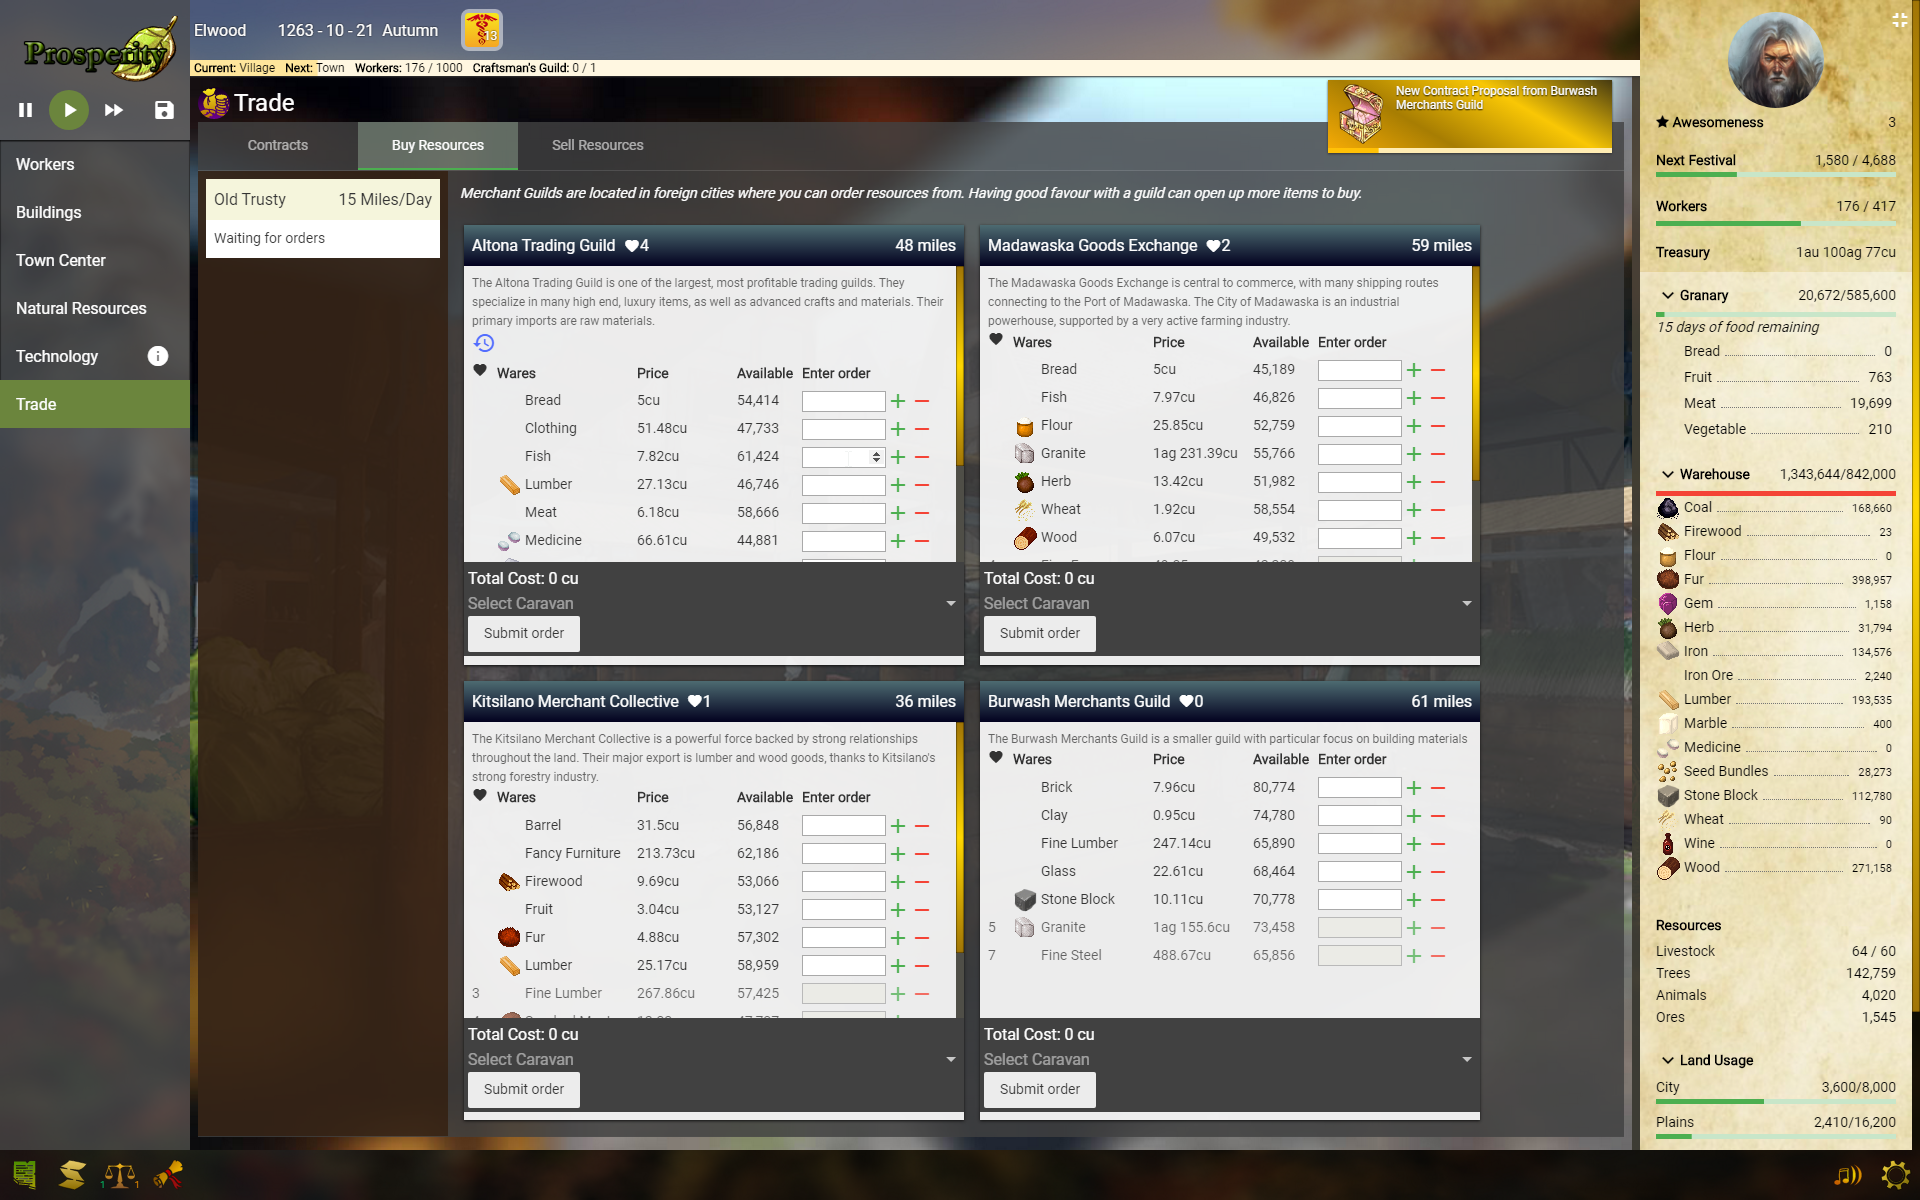 Prosperity
Elwood 1263 - 10 - 21 Autumn 13
Current: Village Next: Town Workers: 176 / 1000 Craftsman's Guild: 0 / 1
Trade
New Contract Proposal from Burwash
Merchants Guild
Contracts Buy Resources Sell Resources
Workers
Buildings
Town Center
Natural Resources
Technology
Trade
Old Trusty 15 Miles/Day
Waiting for orders
Merchant Guilds are located in foreign cities where you can order resources from. Having good favour with a guild can open up more items to buy.
Altona Trading Guild 4 48 miles
The Altona Trading Guild is one of the largest, most profitable trading guilds. They
specialize in many high end, luxury items, as well as advanced crafts and materials. Their
primary imports are raw materials.
Wares Price Available Enter order
Bread 5cu 54,414
Clothing 51.48cu 47,733
Fish 7.82cu 61,424
Lumber 27.13cu 46,746
Meat 6.18cu 58,666
Medicine 66.61cu 44,881
Total Cost: 0 cu
Select Caravan
Submit order
Madawaska Goods Exchange 2 59 miles
The Madawaska Goods Exchange is central to commerce, with many shipping routes
connecting to the Port of Madawaska. The City of Madawaska is an industrial
powerhouse, supported by a very active farming industry.
Wares Price Available Enter order
Bread 5cu 45,189
Fish 7.97cu 46,826
Flour 25.85cu 52,759
Granite 1ag 231.39cu 55,766
Herb 13.42cu 51,982
Wheat 1.92cu 58,554
Wood 6.07cu 49,532
Total Cost: 0 cu
Select Caravan
Submit order
Kitsilano Merchant Collective 1 36 miles
The Kitsilano Merchant Collective is a powerful force backed by strong relationships
throughout the land. Their major export is lumber and wood goods, thanks to Kitsilano's
strong forestry industry.
Wares Price Available Enter order
Barrel 31.5cu 56,848
Fancy Furniture 213.73cu 62,186
Firewood 9.69cu 53,066
Fruit 3.04cu 53,127
Fur 4.88cu 57,302
Lumber 25.17cu 58,959
3 Fine Lumber 267.86cu 57,425
Total Cost: 0 cu
Select Caravan
Submit order
Burwash Merchants Guild 0 61 miles
The Burwash Merchants Guild is a smaller guild with particular focus on building materials
Wares Price Available Enter order
Brick 7.96cu 80,774
Clay 0.95cu 74,780
Fine Lumber 247.14cu 65,890
Glass 22.61cu 68,464
Stone Block 10.11cu 70,778
5 Granite 1ag 155.6cu 73,458
7 Fine Steel 488.67cu 65,856
Total Cost: 0 cu
Select Caravan
Submit order
Awesomeness 3
Next Festival 1,580 / 4,688
Workers 176 / 417
Treasury 1au 100ag 77cu
Granary 20,672/585,600
15 days of food remaining
Bread 0
Fruit 763
Meat 19,699
Vegetable 210
Warehouse 1,343,644/842,000
Coal 168,660
Firewood 23
Flour 0
Fur 398,957
Gem 1,158
Herb 31,794
Iron 134,576
Iron Ore 2,240
Lumber 193,535
Marble 400
Medicine 0
Seed Bundles 28,273
Stone Block 112,780
Wheat 90
Wine 0
Wood 271,158
Resources
Livestock 64 / 60
Trees 142,759
Animals 4,020
Ores 1,545
Land Usage
City 3,600/8,000
Plains 2,410/16,200
1 1